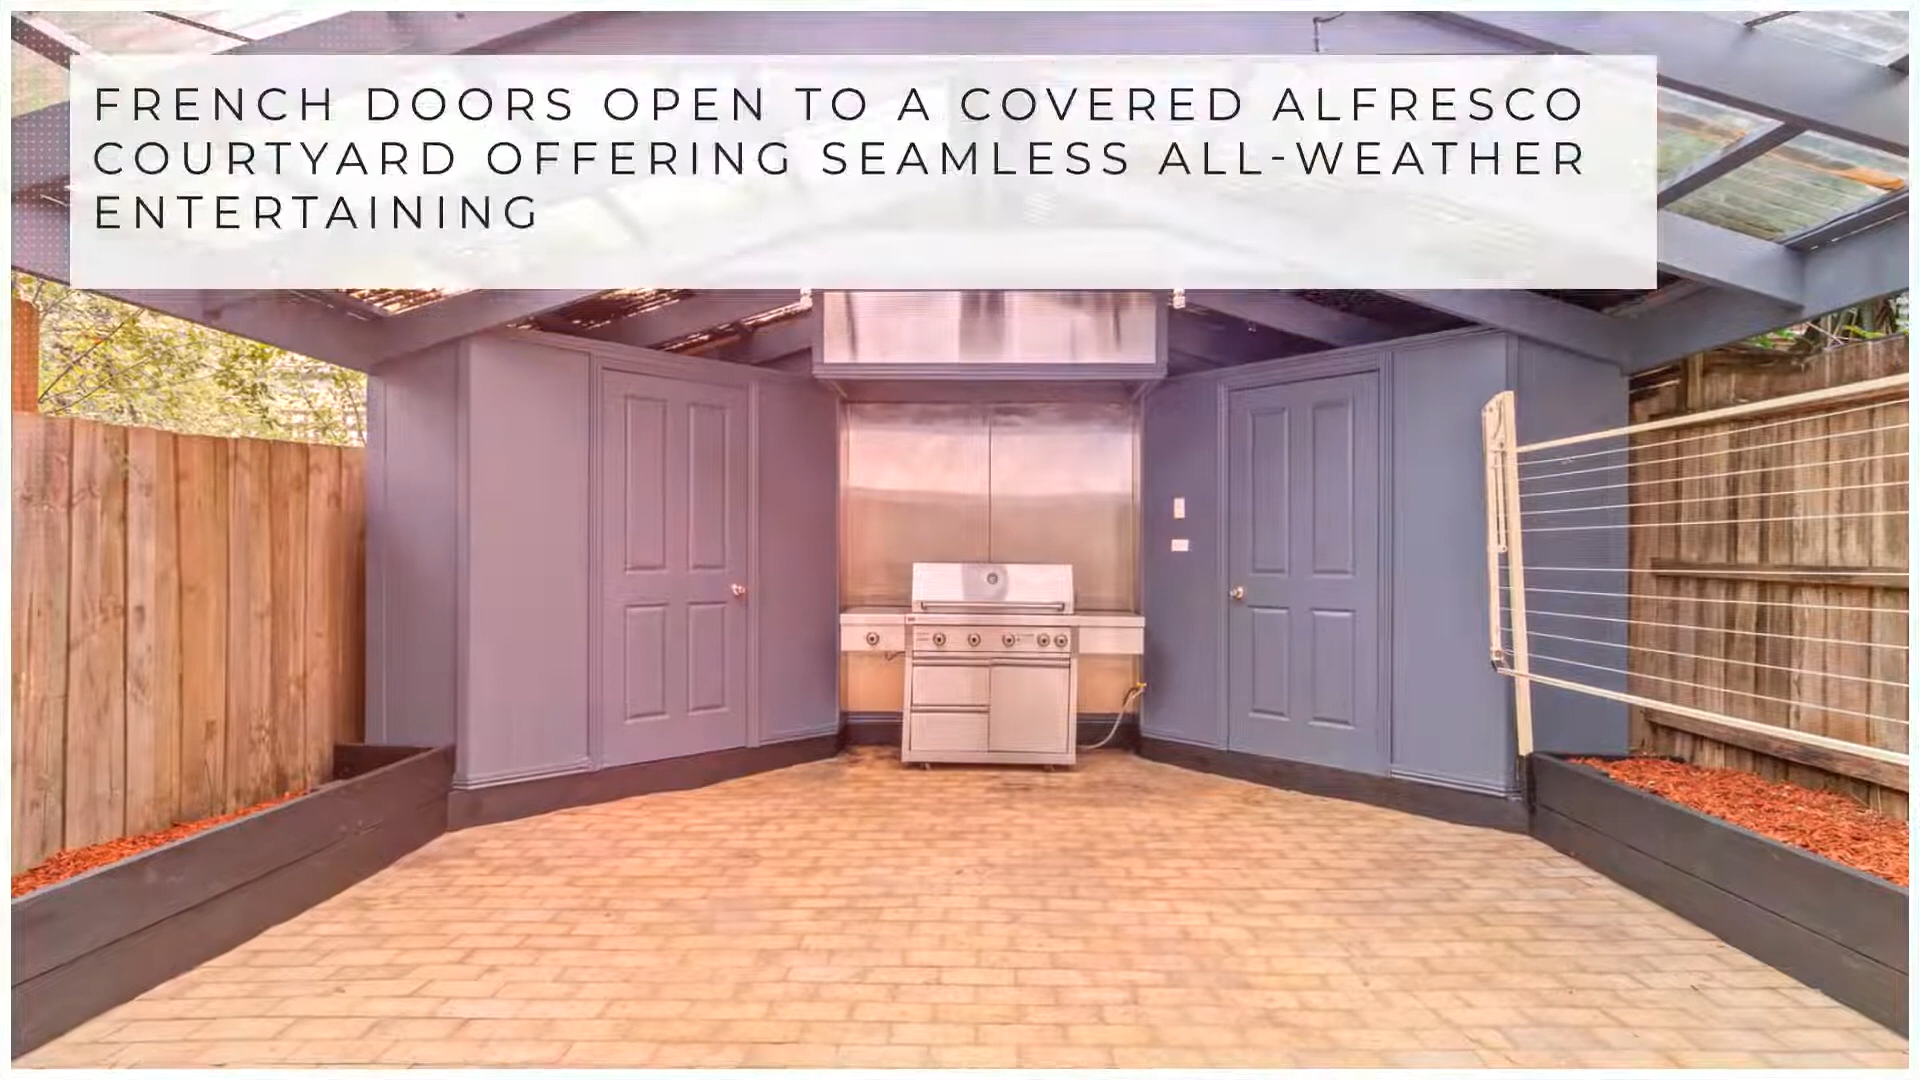 FRENCH DOORS OPEN TO A COVERED ALFRESCO
COURTYARD OFFERING SEAMLESS ALL-WEATHER
ENTERTAINING